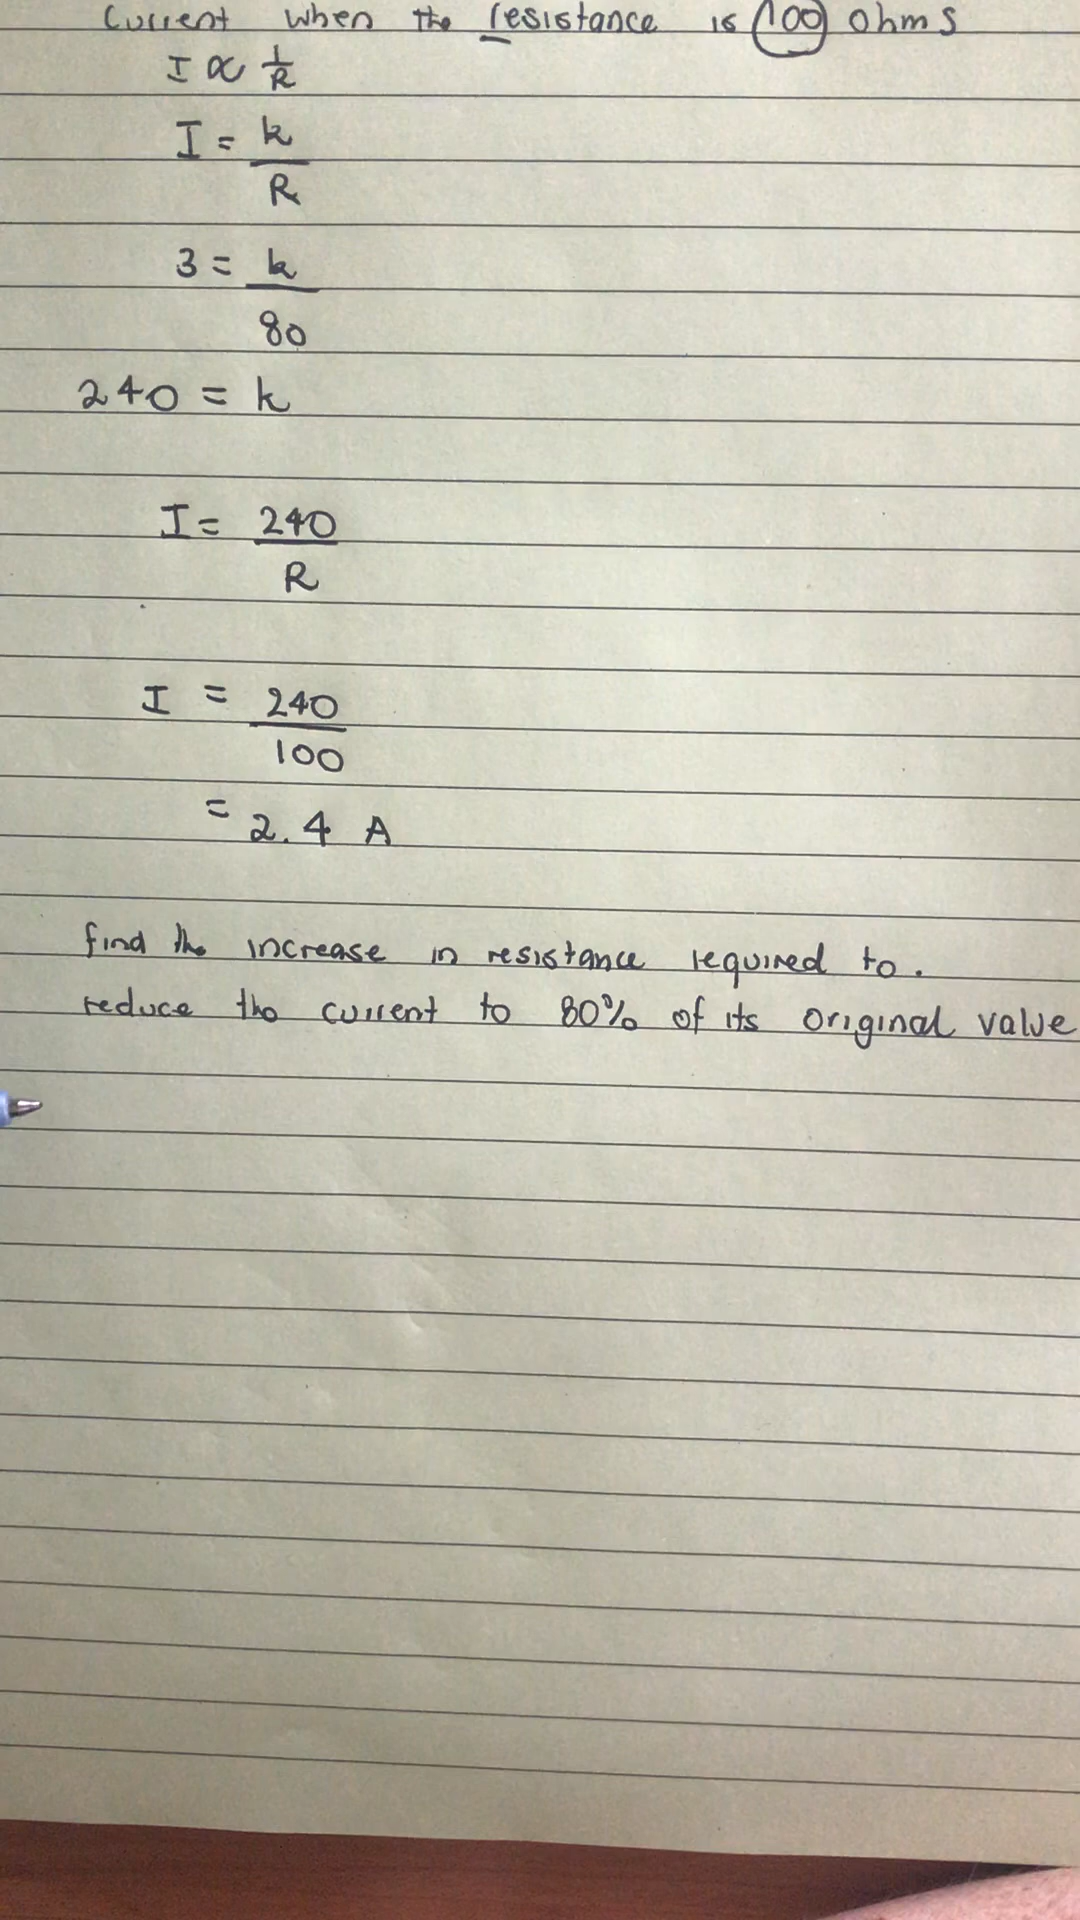 Current when the resistance is 100 ohms
I ∝ 1/R
I = k/R
3 = k/80
240 = k
I = 240/R
I = 240/100
= 2.4 A
find the increase in resistance required to.
reduce the current to 80% of its original value